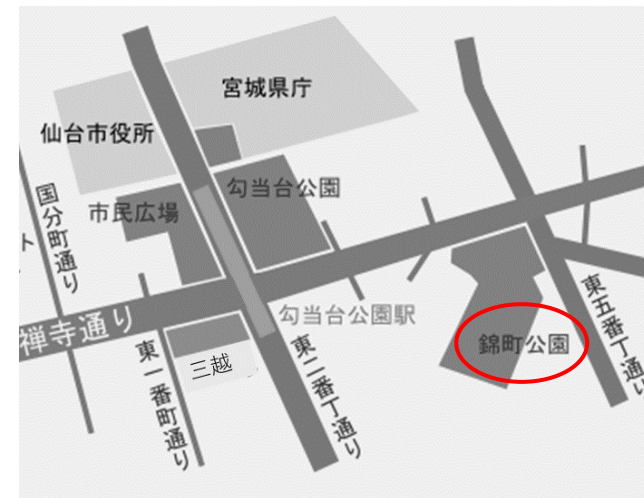 宮城県庁
仙台市役所
勾当台公園
市民広場
国分町通り
ト
禅寺通り
勾当台公園駅
三越
東一番町通り
東二番丁通り
錦町公園
東五番丁通り